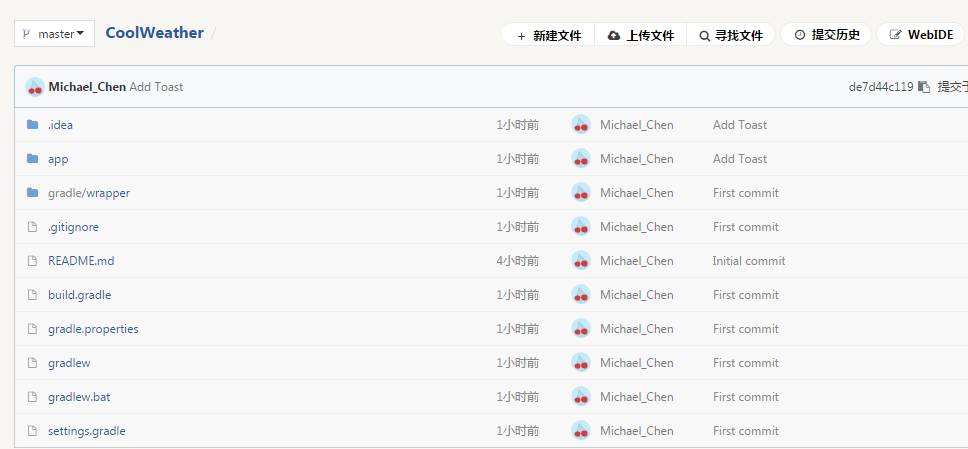 master CoolWeather / + 新建文件 上传文件 寻找文件 提交历史 WebIDE
Michael_Chen Add Toast de7d44c119 提交于
.idea 1小时前 Michael_Chen Add Toast
app 1小时前 Michael_Chen Add Toast
gradle/wrapper 1小时前 Michael_Chen First commit
.gitignore 1小时前 Michael_Chen First commit
README.md 4小时前 Michael_Chen Initial commit
build.gradle 1小时前 Michael_Chen First commit
gradle.properties 1小时前 Michael_Chen First commit
gradlew 1小时前 Michael_Chen First commit
gradlew.bat 1小时前 Michael_Chen First commit
settings.gradle 1小时前 Michael_Chen First commit